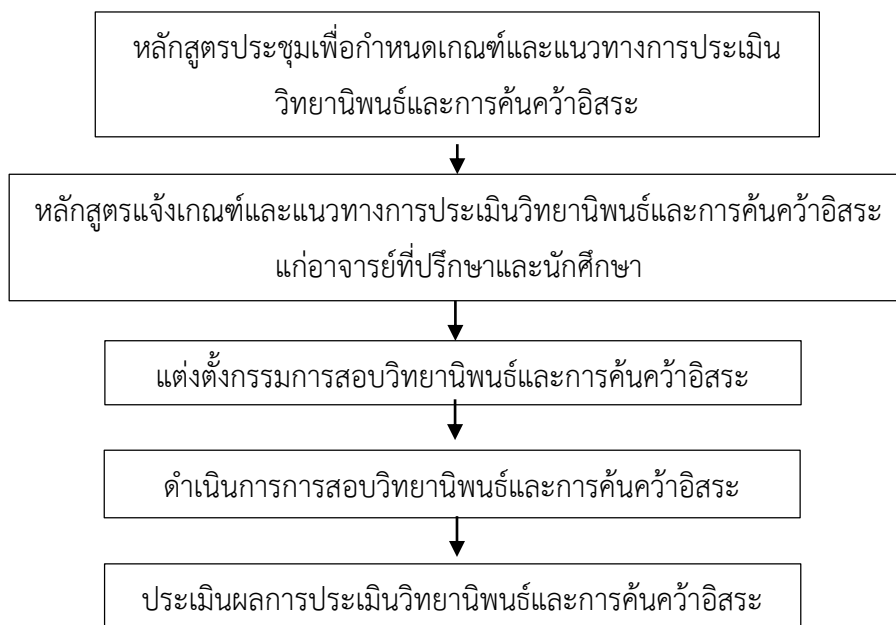 หลักสูตรประชุมเพื่อกำหนดเกณฑ์และแนวทางการประเมิน
วิทยานิพนธ์และการค้นคว้าอิสระ
หลักสูตรแจ้งเกณฑ์และแนวทางการประเมินวิทยานิพนธ์และการค้นคว้าอิสระ
แก่อาจารย์ที่ปรึกษาและนักศึกษา
แต่งตั้งกรรมการสอบวิทยานิพนธ์และการค้นคว้าอิสระ
ดำเนินการการสอบวิทยานิพนธ์และการค้นคว้าอิสระ
ประเมินผลการประเมินวิทยานิพนธ์และการค้นคว้าอิสระ